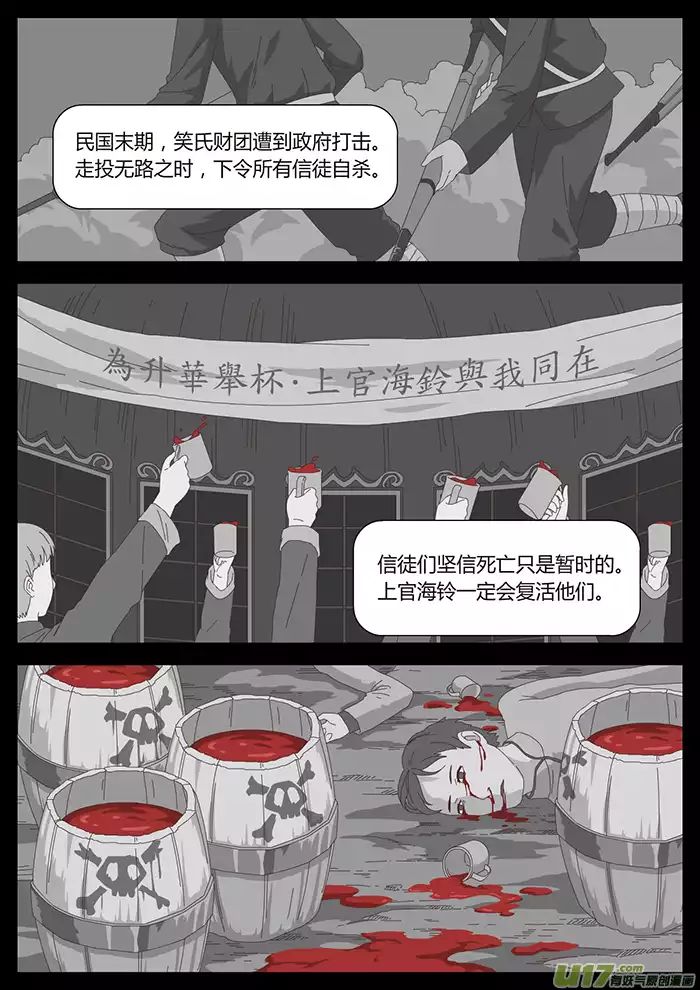 民国末期，笑氏财团遭到政府打击。
走投无路之时，下令所有信徒自杀。
為升華舉杯·上官海鈴與我同在
信徒们坚信死亡只是暂时的。
上官海铃一定会复活他们。
U17.com
有妖气原创漫画